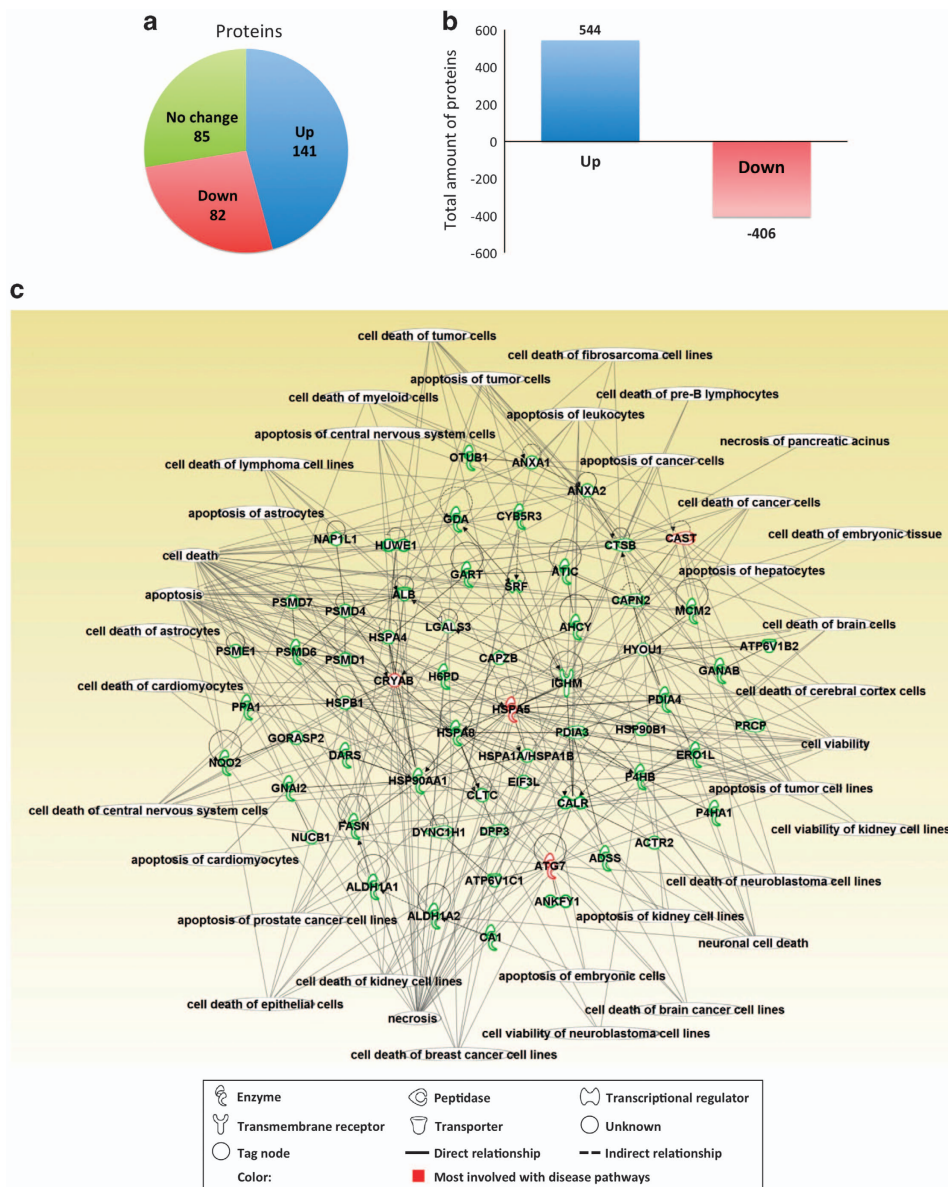 a
Proteins
No change
85
Up
141
Down
82
b
Total amount of proteins
600
400
200
0
-200
-400
-600
544
Up
Down
-406
c
cell death of tumor cells
cell death of fibrosarcoma cell lines
apoptosis of tumor cells
cell death of myeloid cells
cell death of pre-B lymphocytes
apoptosis of leukocytes
apoptosis of central nervous system cells
necrosis of pancreatic acinus
OTUB1
ANXA1
apoptosis of cancer cells
cell death of lymphoma cell lines
ANXA2
cell death of cancer cells
apoptosis of astrocytes
GDA
CYB5R3
NAP1L1
HUWE1
CTSB
CAST
cell death of embryonic tissue
cell death
GART
SRF
ATIC
apoptosis of hepatocytes
apoptosis
ALB
CAPN2
PSMD7
PSMD4
MCM2
cell death of astrocytes
HSPA4
LGALS3
AHCY
cell death of brain cells
PSME1
PSMD6
PSMD1
CAPZB
HYOU1
ATP6V1B2
CRYAB
H6PD
IGHM
GANAB
cell death of cardiomyocytes
cell death of cerebral cortex cells
PPA1
HSPB1
HSPA5
PDIA4
GORASP2
HSPA8
PDIA3
HSP90B1
PRCP
cell viability
NQO2
DARS
HSPA1A/HSPA1B
ERO1L
GNAI2
HSP90AA1
EIF3L
P4HB
apoptosis of tumor cell lines
cell death of central nervous system cells
CLTC
CALR
P4HA1
NUCB1
FASN
DYNC1H1
DPP3
cell viability of kidney cell lines
apoptosis of cardiomyocytes
ACTR2
ATG7
ADSS
ALDH1A1
ATP6V1C1
cell death of neuroblastoma cell lines
ANKFY1
apoptosis of prostate cancer cell lines
ALDH1A2
apoptosis of kidney cell lines
CA1
neuronal cell death
cell death of kidney cell lines
apoptosis of embryonic cells
cell death of epithelial cells
cell death of brain cancer cell lines
necrosis
cell viability of neuroblastoma cell lines
cell death of breast cancer cell lines
Enzyme
Peptidase
Transcriptional regulator
Transmembrane receptor
Transporter
Unknown
Tag node
Direct relationship
Indirect relationship
Color:
Most involved with disease pathways